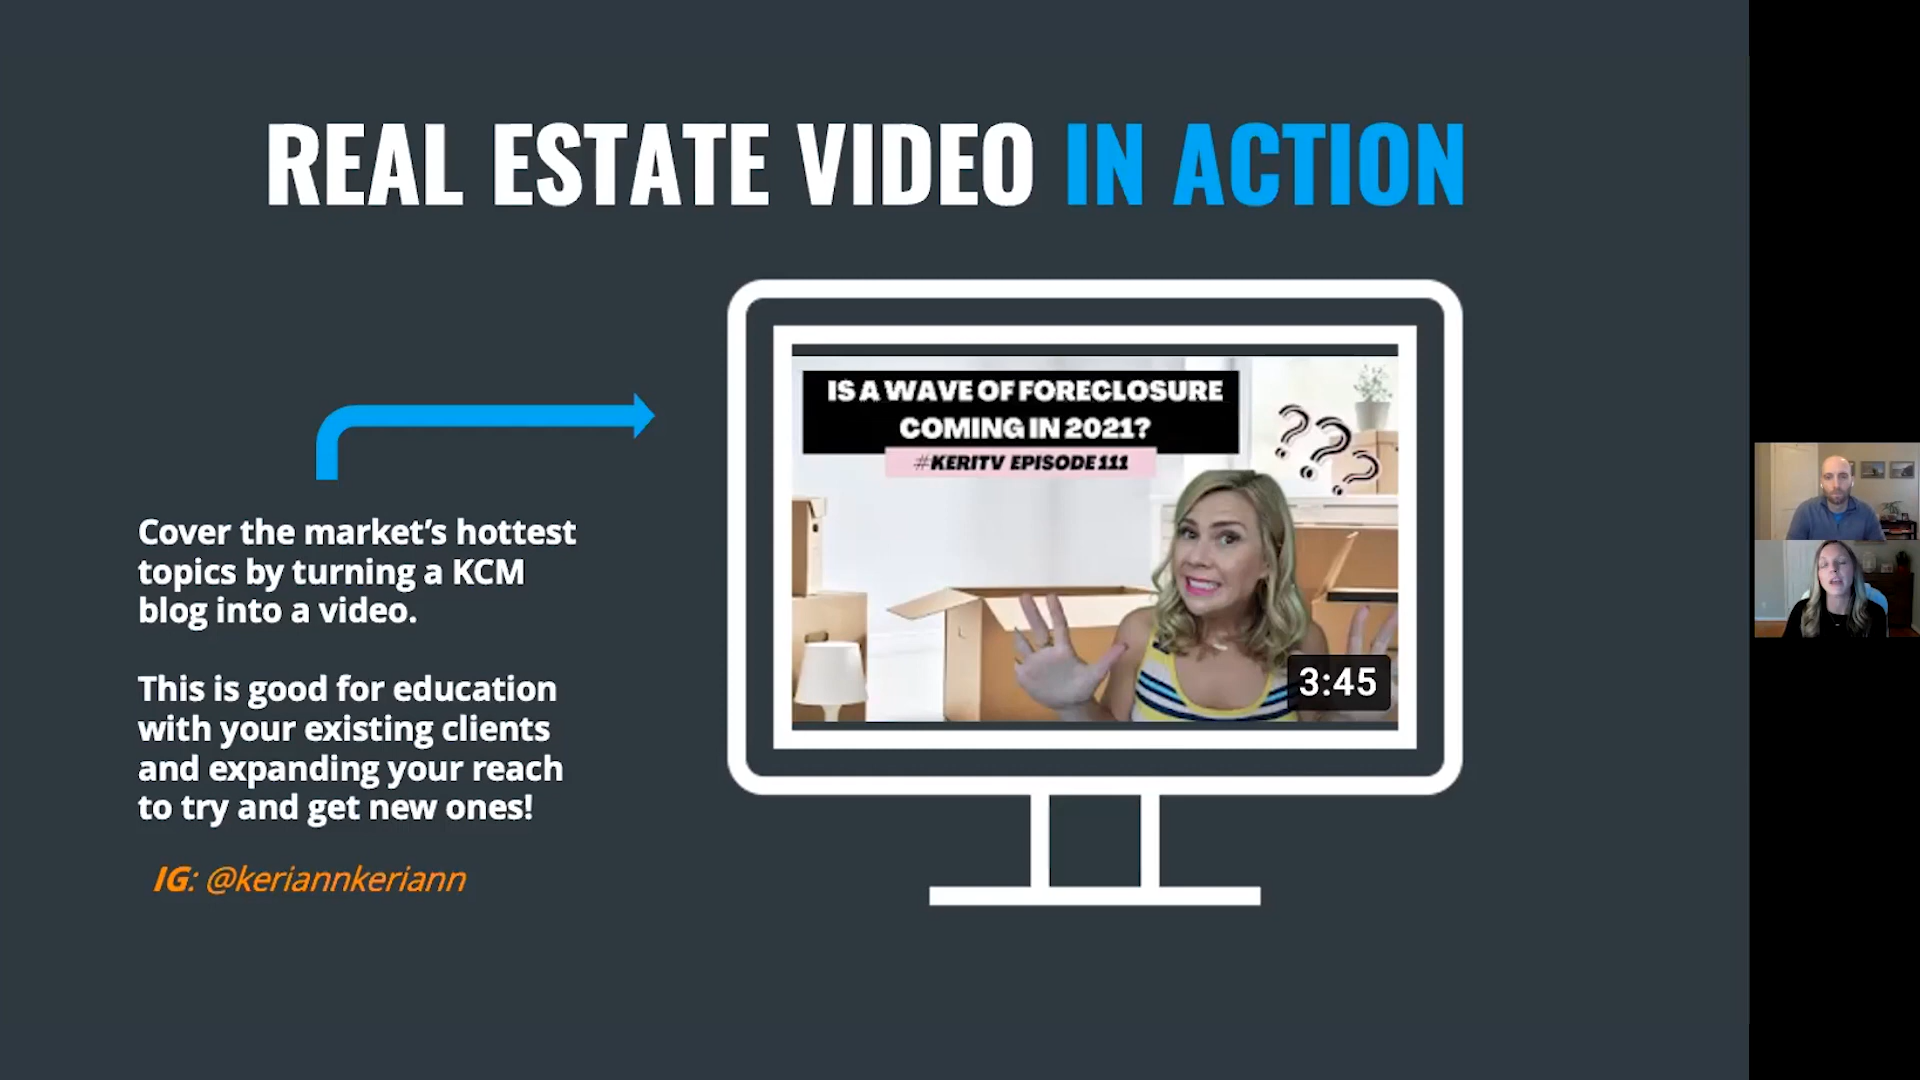 REAL ESTATE VIDEO IN ACTION
IS A WAVE OF FORECLOSURE
COMING IN 2021?
#KERITV EPISODE 111
???
3:45
Cover the market’s hottest
topics by turning a KCM
blog into a video.
This is good for education
with your existing clients
and expanding your reach
to try and get new ones!
IG: @keriannkeriann